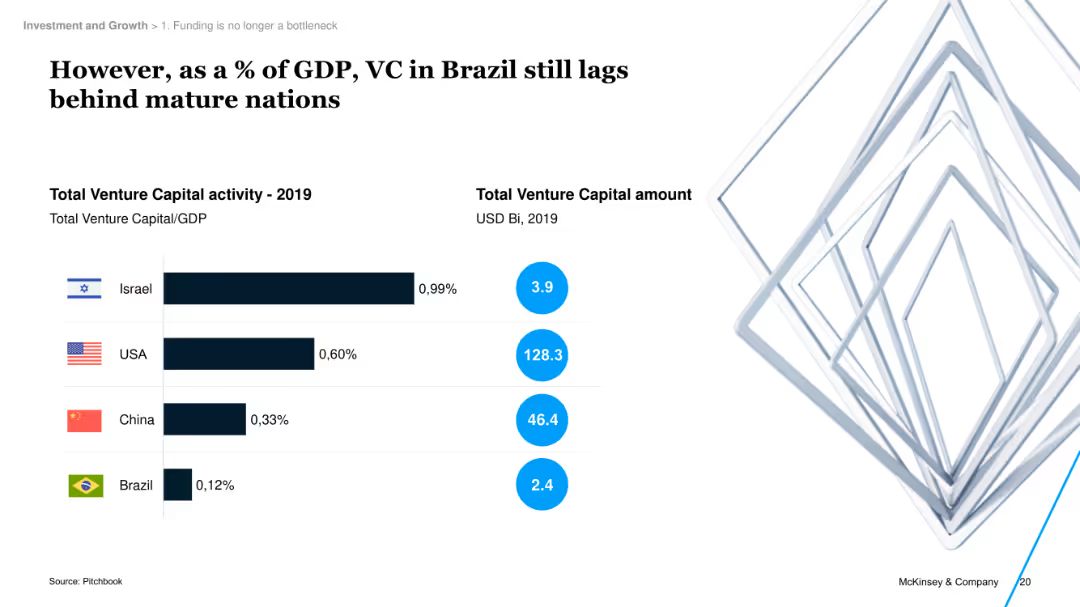 Investment and Growth > 1. Funding is no longer a bottleneck
However, as a % of GDP, VC in Brazil still lags
behind mature nations
Total Venture Capital activity - 2019
Total Venture Capital/GDP
Total Venture Capital amount
USD Bi, 2019
Israel 0,99% 3.9
USA 0,60% 128.3
China 0,33% 46.4
Brazil 0,12% 2.4
Source: Pitchbook
McKinsey & Company 20